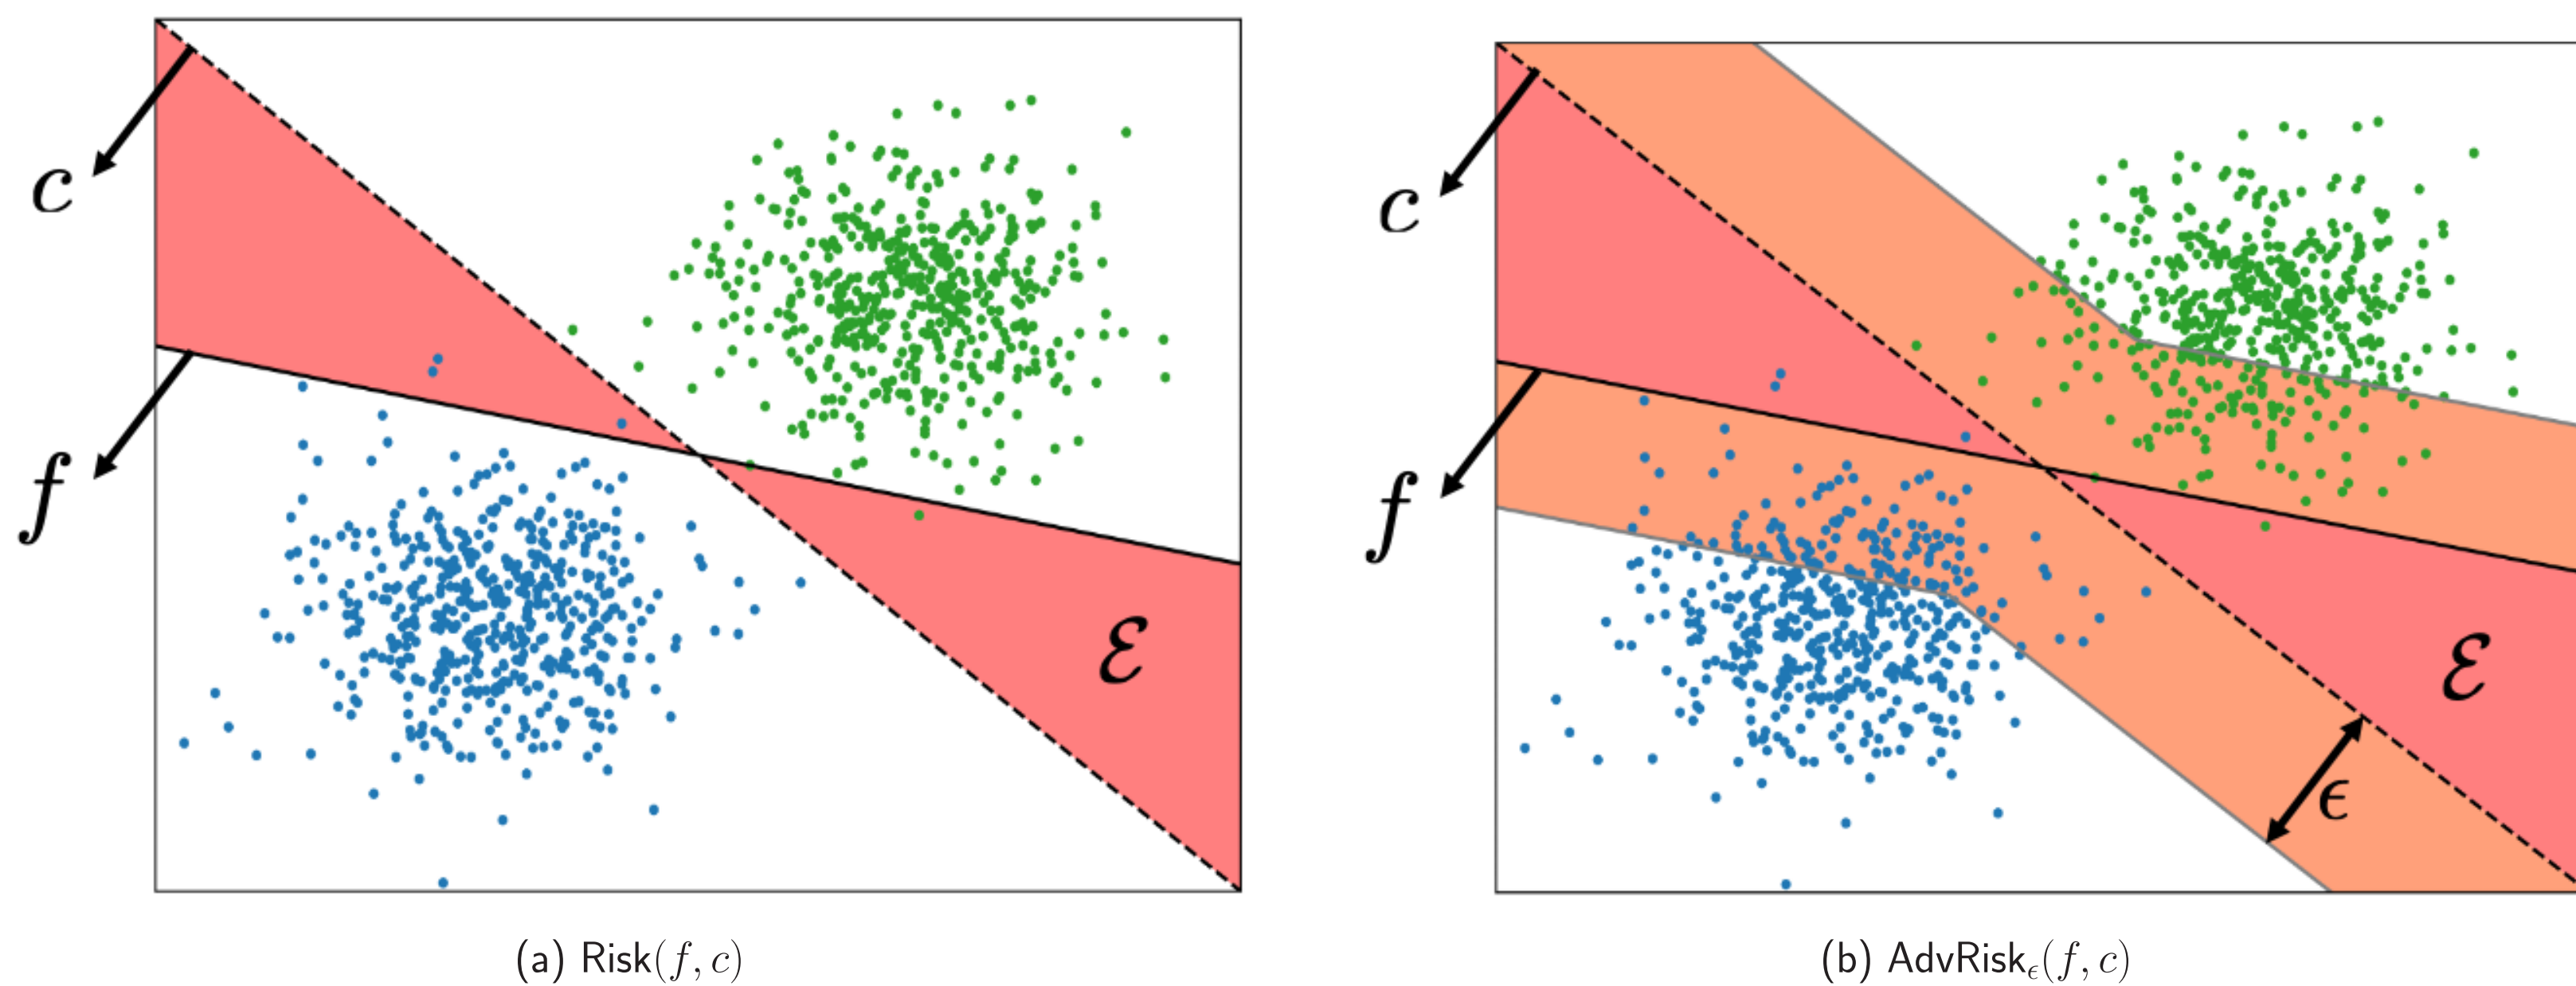 c
f
ℰ
(a) Risk(f, c)
c
f
ℰ
ϵ
(b) AdvRiskϵ(f, c)